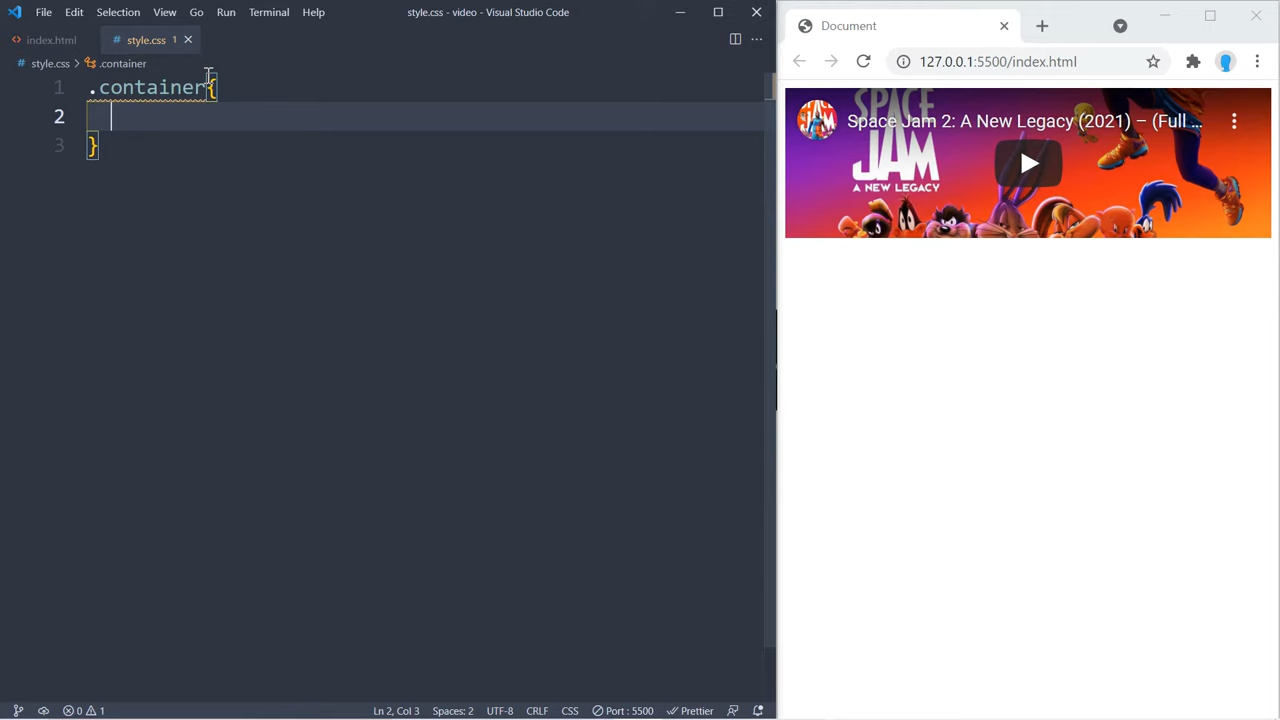 File Edit Selection View Go Run Terminal Help style.css - video - Visual Studio Code
index.html style.css 1
style.css > .container
1 .container{
2
3 }
Ln 2, Col 3 Spaces: 2 UTF-8 CRLF CSS Port : 5500 Prettier
0 1
Document
127.0.0.1:5500/index.html
Space Jam 2: A New Legacy (2021) – (Full ...
SPACE
JAM
A NEW LEGACY